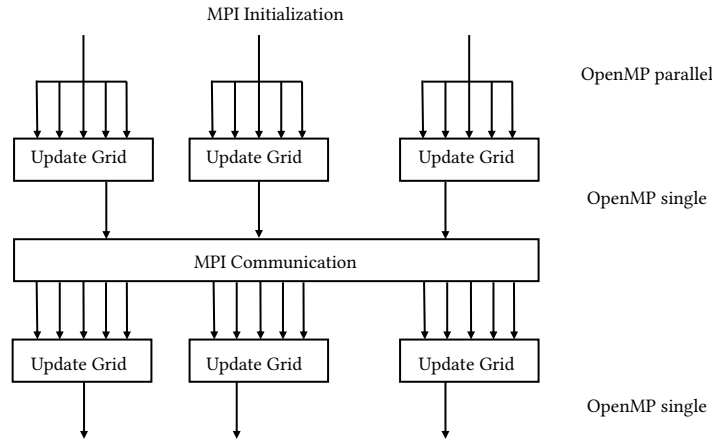 MPI Initialization
OpenMP parallel
Update Grid
Update Grid
Update Grid
OpenMP single
MPI Communication
Update Grid
Update Grid
Update Grid
OpenMP single